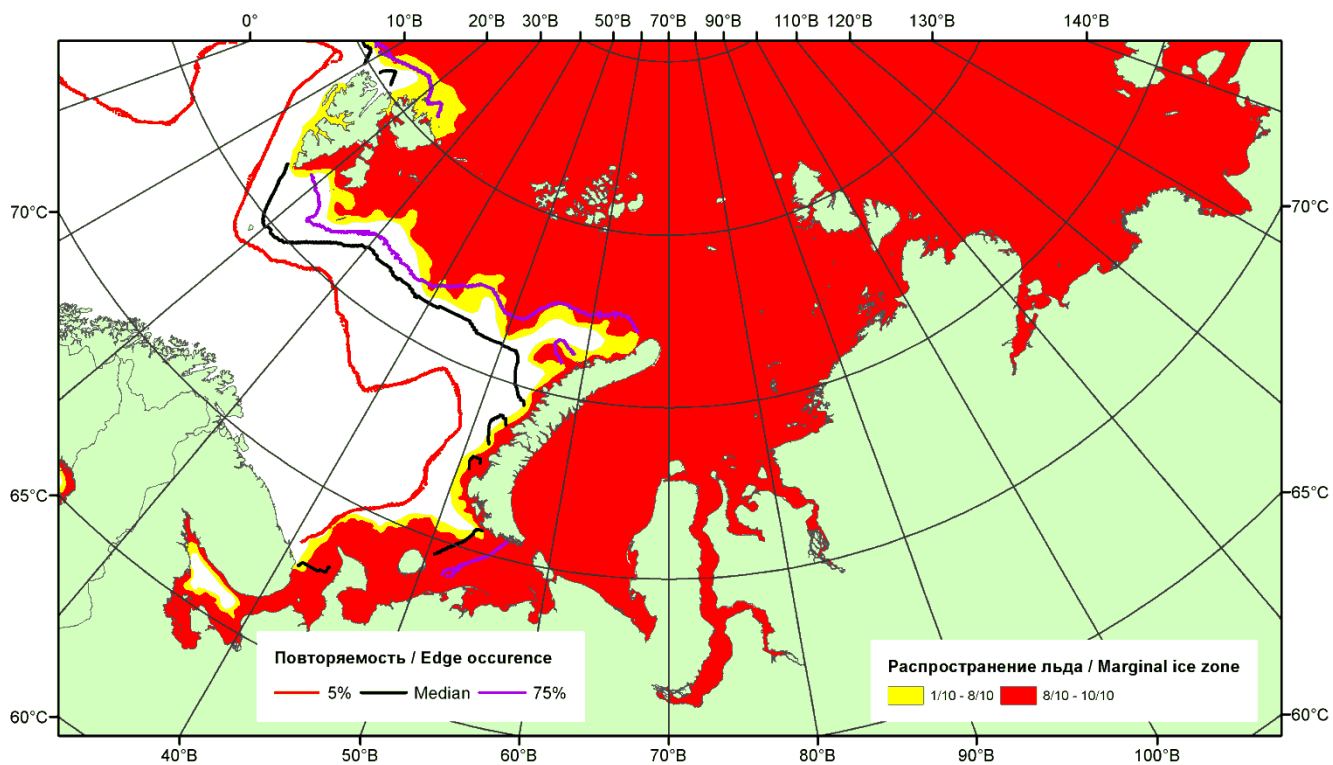 0° 10°В 20°В 30°В 50°В 70°В 90°В 110°В 120°В 130°В 140°В
70°С 70°С
65°С 65°С
60°С 60°С
Повторяемость / Edge occurence
5% Median 75%
Распространение льда / Marginal ice zone
1/10 - 8/10 8/10 - 10/10
40°В 50°В 60°В 70°В 80°В 90°В 100°В